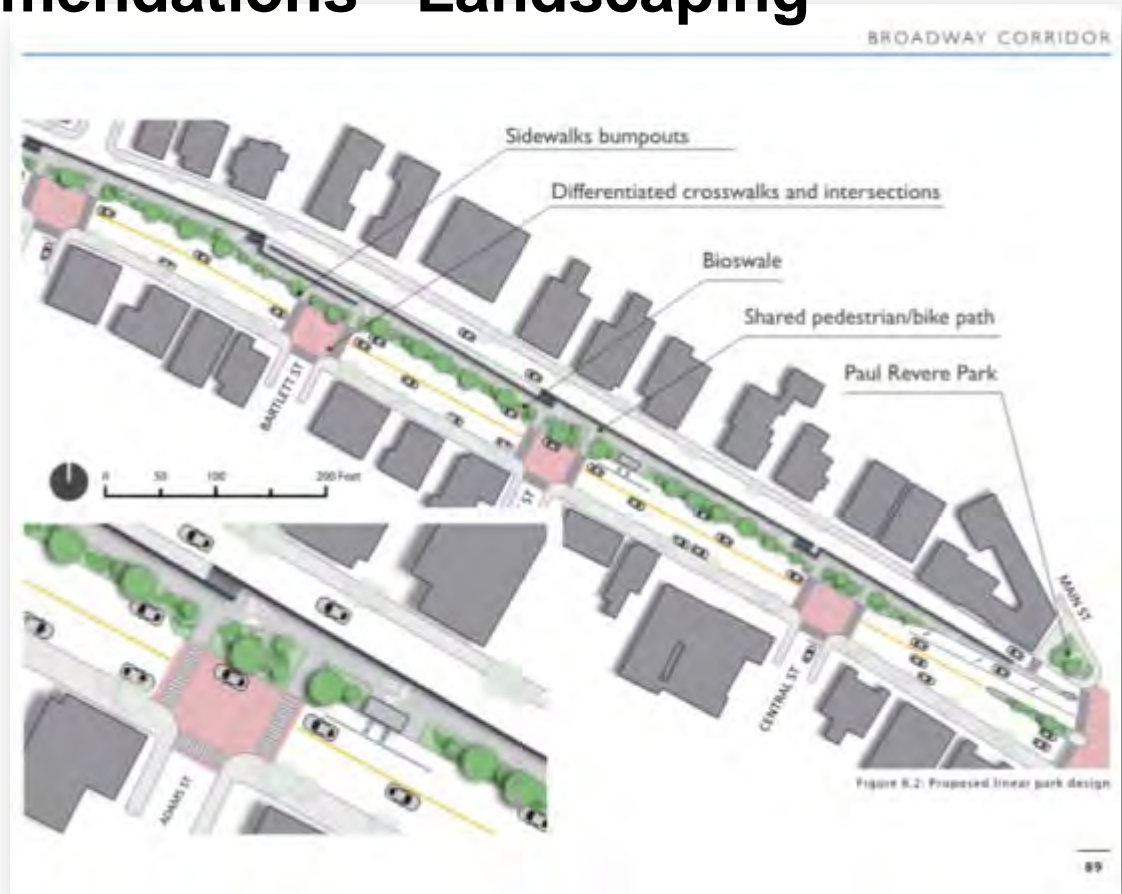 Landscaping
BROADWAY CORRIDOR
Sidewalks bumpouts
Differentiated crosswalks and intersections
Bioswale
Shared pedestrian/bike path
Paul Revere Park
BARTLETT ST
0 50 100 200 Feet
ST
MAIN ST
CENTRAL ST
ADAMS ST
Figure 8.2: Proposed linear park design
89